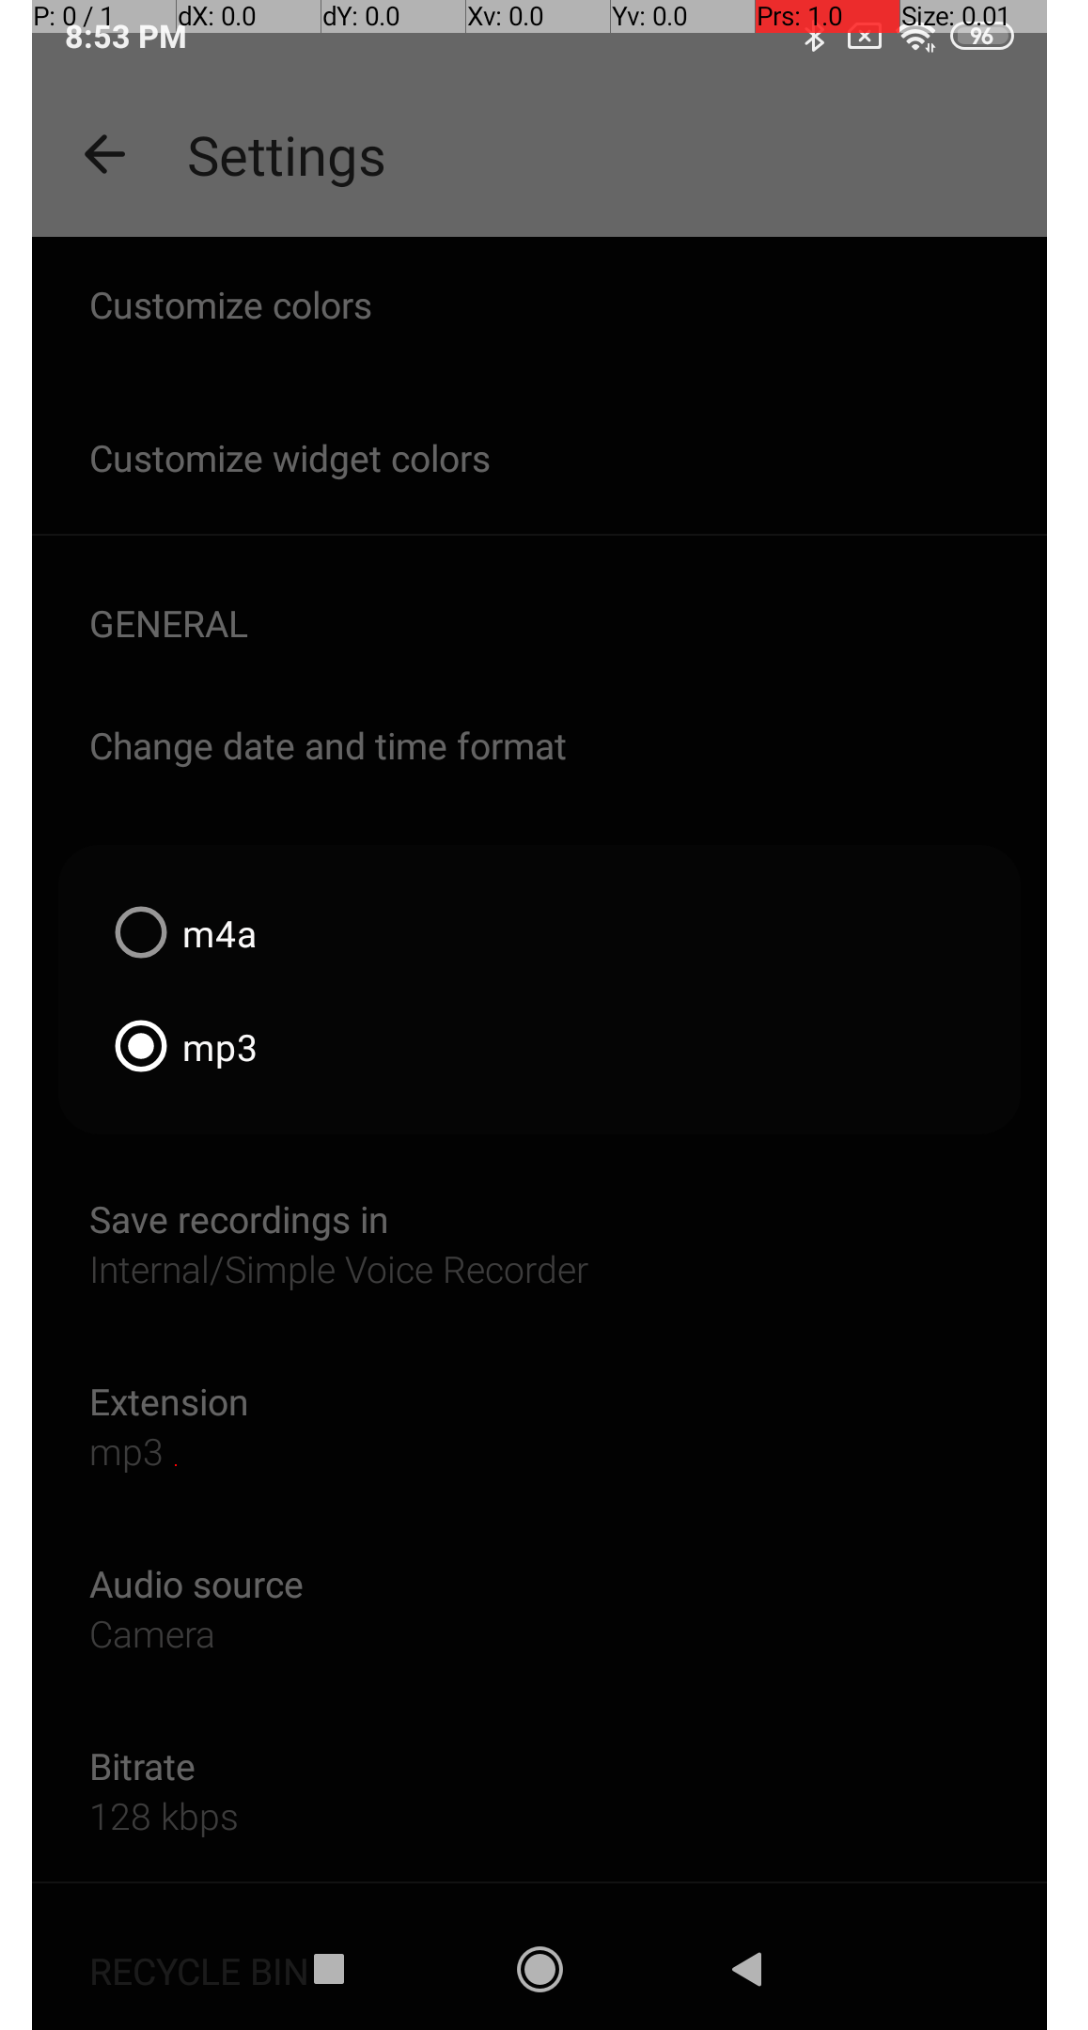 P: 0 / 1 dX: 0.0 dY: 0.0 Xv: 0.0 Yv: 0.0 Prs: 1.0 Size: 0.01
8:53 PM 96
Settings
Customize colors
Customize widget colors
GENERAL
Change date and time format
m4a
mp3
Save recordings in
Internal/Simple Voice Recorder
Extension
mp3
Audio source
Camera
Bitrate
128 kbps
RECYCLE BIN